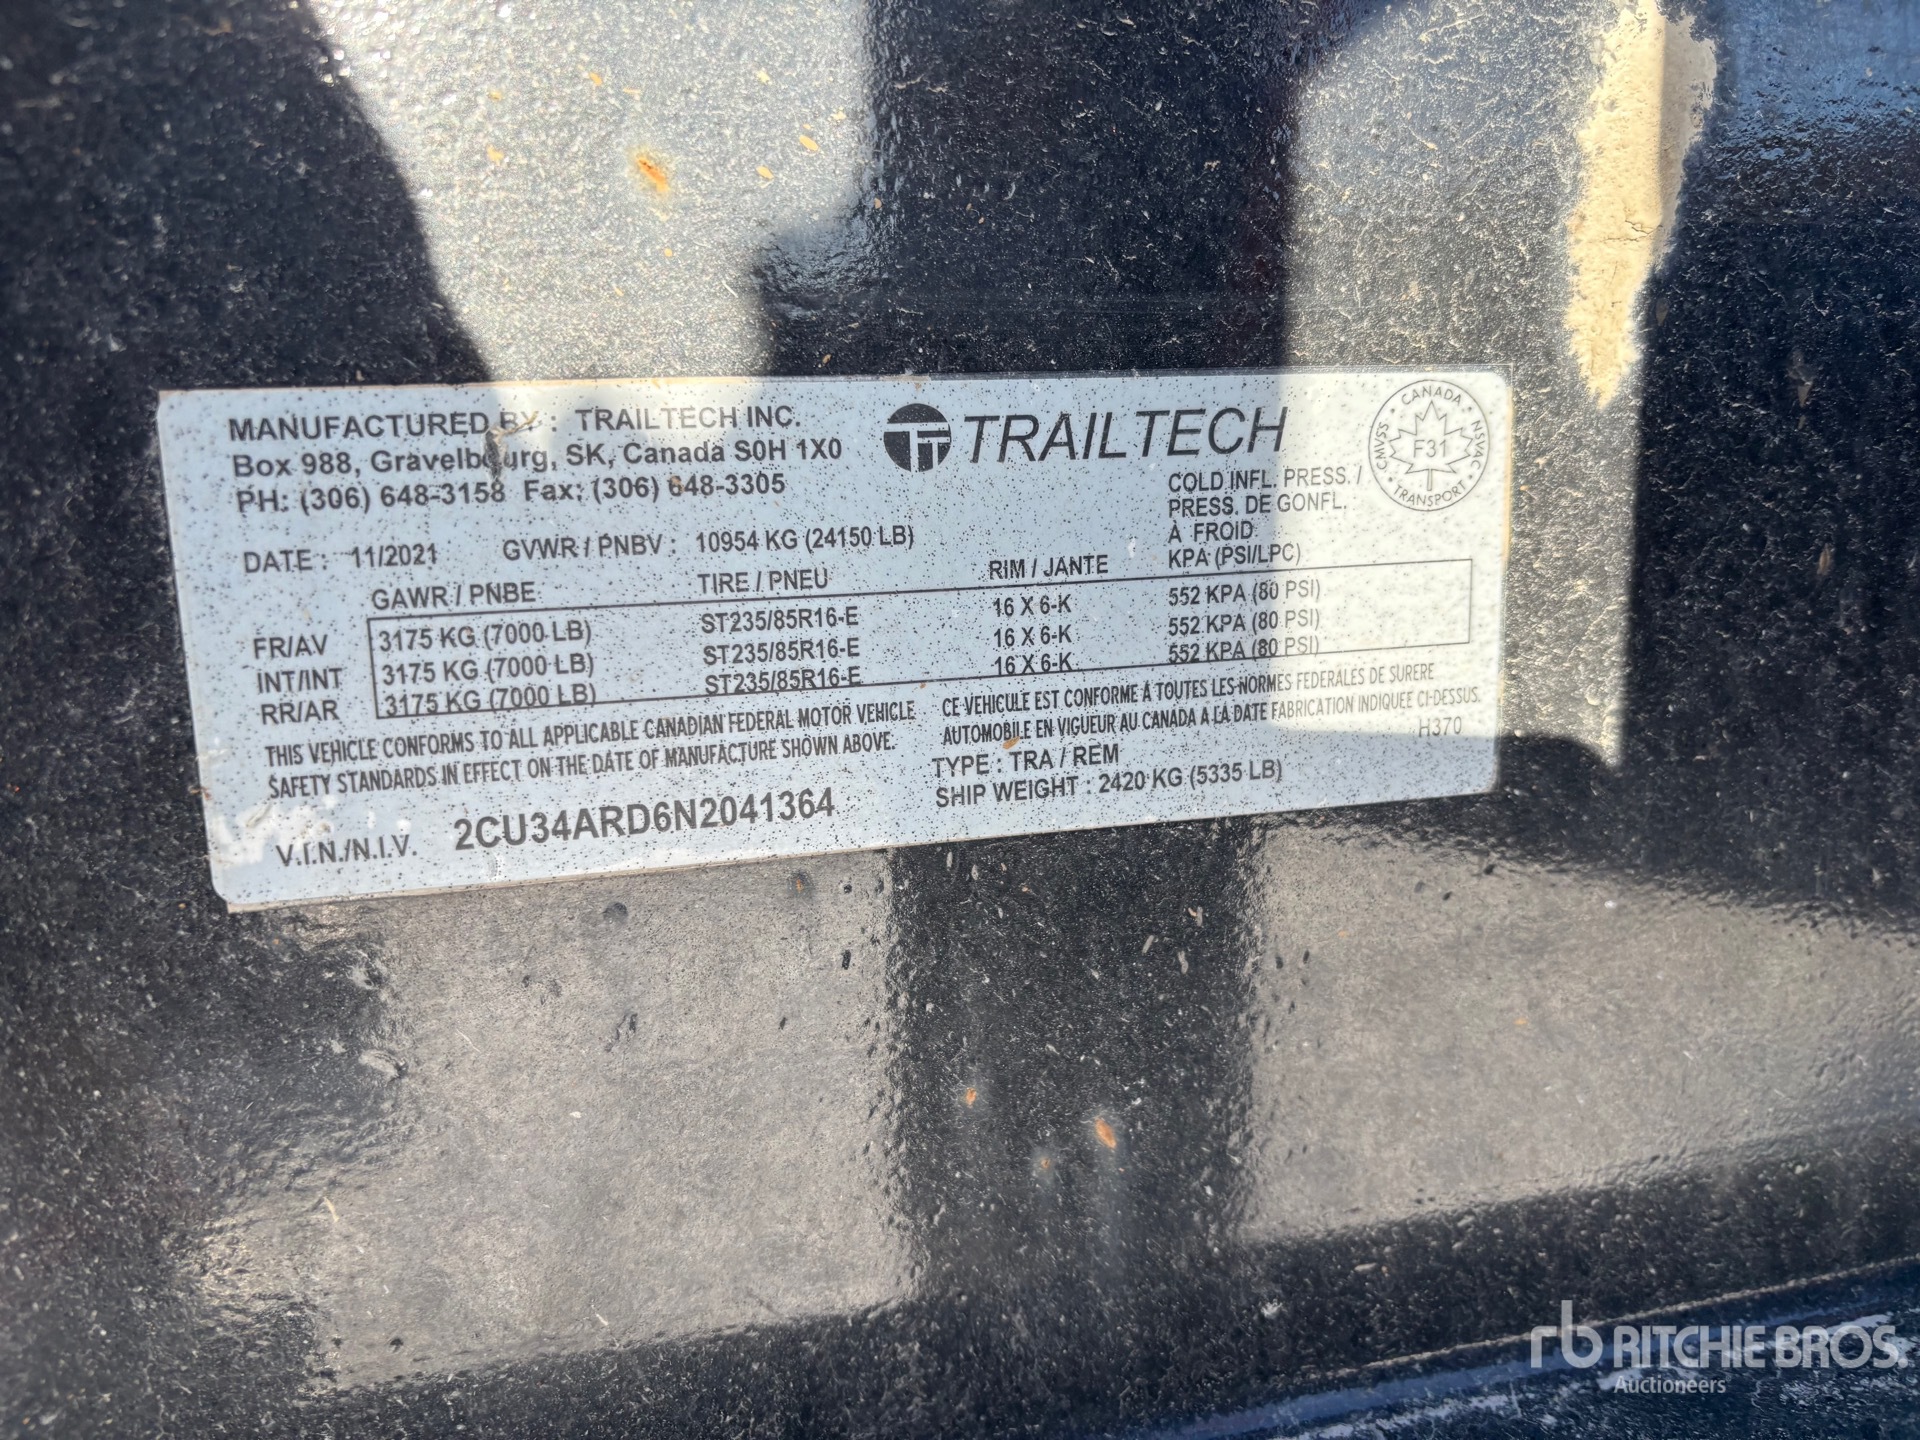 MANUFACTURED BY : TRAILTECH INC.
Box 988, Gravelbourg, SK, Canada S0H 1X0
PH: (306) 648-3158 Fax: (306) 648-3305
TRAILTECH
CANADA
CMVSS
NSVAC
F31
TRANSPORT
COLD INFL. PRESS. /
PRESS. DE GONFL.
À FROID
KPA (PSI/LPC)
DATE : 11/2021 GVWR / PNBV : 10954 KG (24150 LB)
GAWR / PNBE TIRE / PNEU RIM / JANTE
FR/AV 3175 KG (7000 LB) ST235/85R16-E 16 X 6-K 552 KPA (80 PSI)
INT/INT 3175 KG (7000 LB) ST235/85R16-E 16 X 6-K 552 KPA (80 PSI)
RR/AR 3175 KG (7000 LB) ST235/85R16-E 16 X 6-K 552 KPA (80 PSI)
THIS VEHICLE CONFORMS TO ALL APPLICABLE CANADIAN FEDERAL MOTOR VEHICLE
SAFETY STANDARDS IN EFFECT ON THE DATE OF MANUFACTURE SHOWN ABOVE.
CE VEHICULE EST CONFORME À TOUTES LES NORMES FEDERALES DE SURERE
AUTOMOBILE EN VIGUEUR AU CANADA A LA DATE FABRICATION INDIQUEE CI-DESSUS.
H370
TYPE : TRA / REM
SHIP WEIGHT : 2420 KG (5335 LB)
V.I.N./N.I.V. 2CU34ARD6N2041364
rb RITCHIE BROS.
Auctioneers